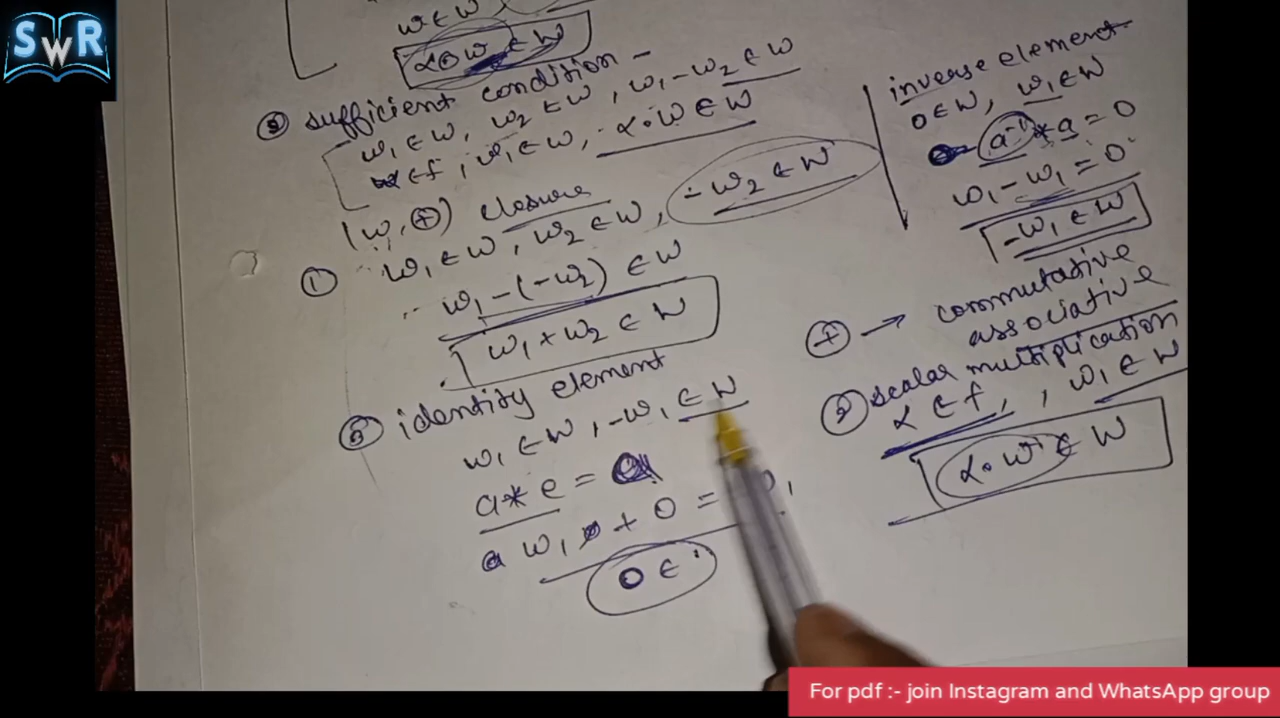 SWR
w ∈ W
α⊙w ∈ W
② sufficient condition -
w₁ ∈ W, w₂ ∈ W, w₁ - w₂ ∈ W
α ∈ f, w₁ ∈ W, α·W ∈ W
(W, ⊕) closure
① w₁ ∈ W, w₂ ∈ W, -w₂ ∈ W
w₁ - (-w₂) ∈ W
w₁ + w₂ ∈ W
identity element
w₁ ∈ W, -w₁ ∈ W
a * e =
w₁ + 0 =
0 ∈
inverse element
0 ∈ W, w₁ ∈ W
a⁻¹ * a = 0
w₁ - w₁ = 0
-w₁ ∈ W
→ commutative
associative
② scalar multiplication
α ∈ f, , w₁ ∈ W
α·w₁ ∈ W
For pdf :- join Instagram and WhatsApp group